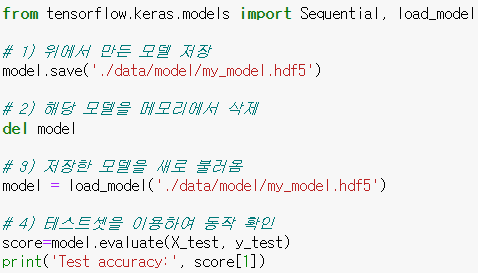 from tensorflow.keras.models import Sequential, load_model
# 1) 위에서 만든 모델 저장
model.save('./data/model/my_model.hdf5')
# 2) 해당 모델을 메모리에서 삭제
del model
# 3) 저장한 모델을 새로 불러옴
model = load_model('./data/model/my_model.hdf5')
# 4) 테스트셋을 이용하여 동작 확인
score=model.evaluate(X_test, y_test)
print('Test accuracy:', score[1])